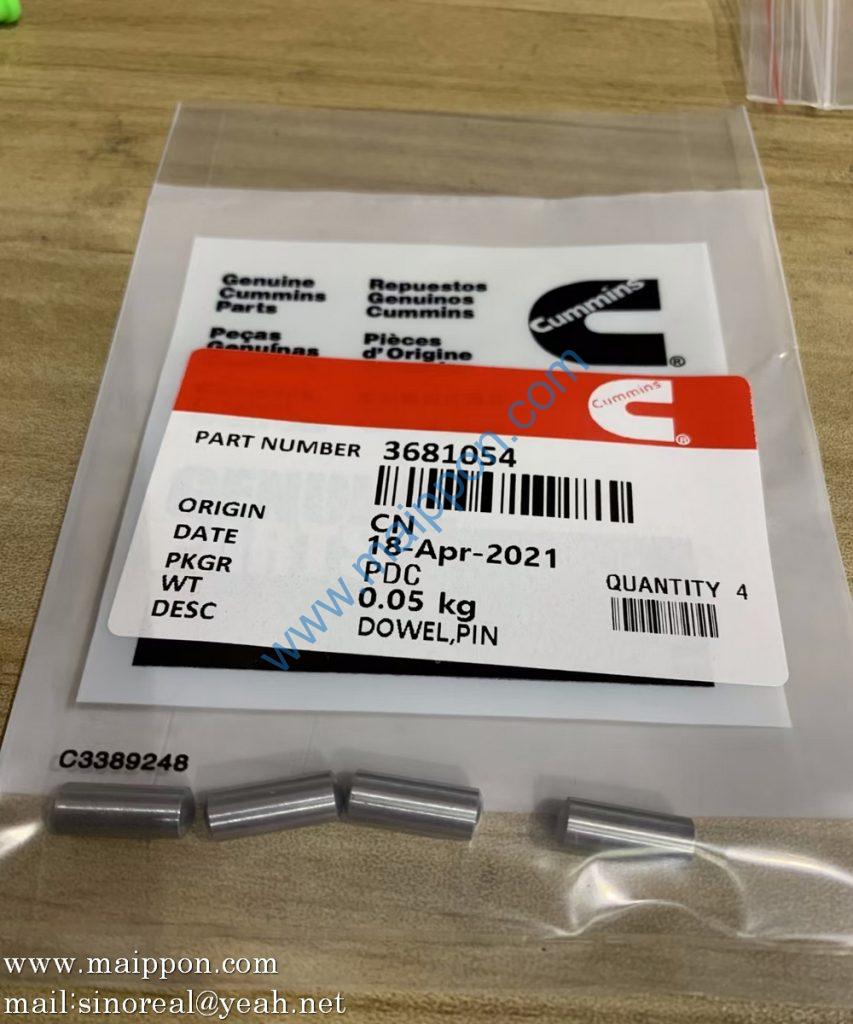 Genuine
Cummins
Parts
Repuestos
Genuinos
Cummins
Peças
Genuínas
Pièces
d'Origine
Cummins
®
Cummins
®
PART NUMBER 3681054
ORIGIN CN
DATE 18-Apr-2021
PKGR PDC
WT 0.05 kg
DESC DOWEL,PIN
QUANTITY 4
www.maippon.com
C3389248
www.maippon.com
mail:sinoreal@yeah.net